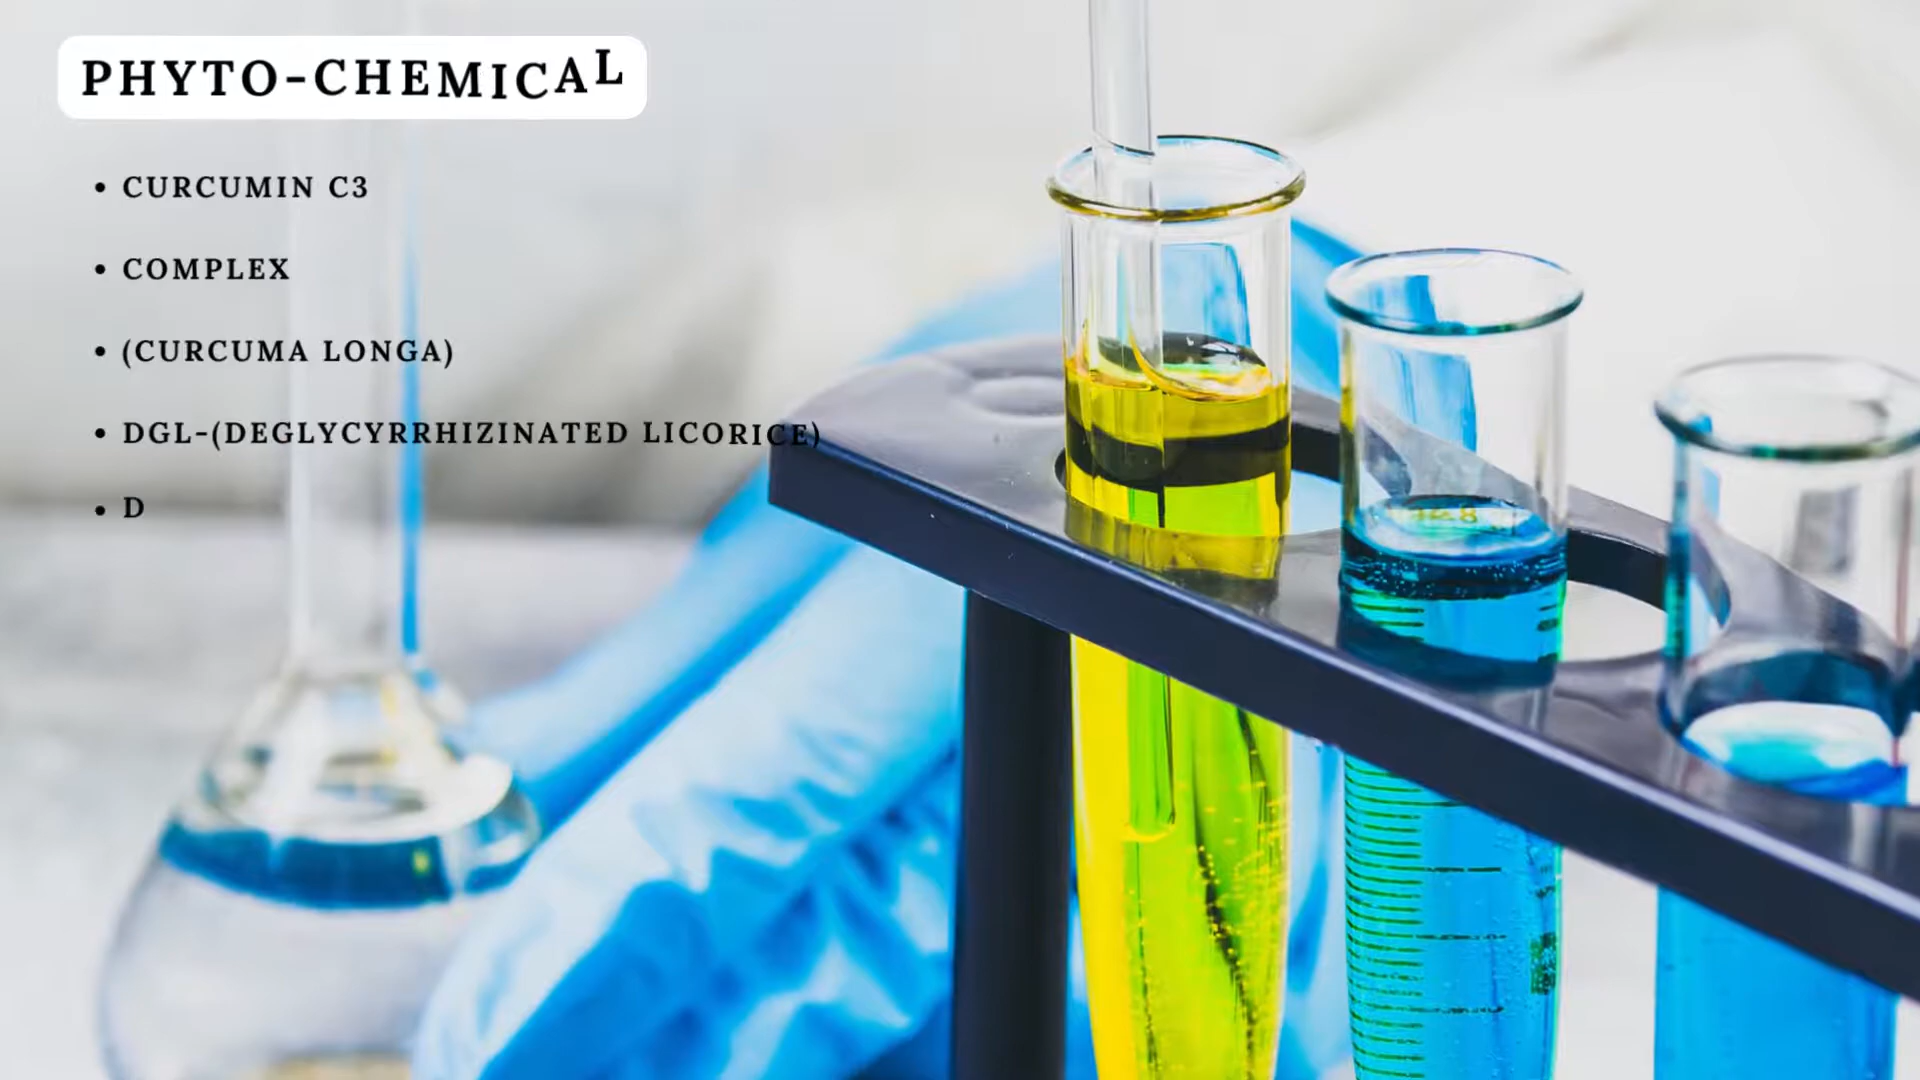 PHYTO-CHEMICAL
• CURCUMIN C3
• COMPLEX
• (CURCUMA LONGA)
• DGL-(DEGLYCYRRHIZINATED LICORICE)
• D